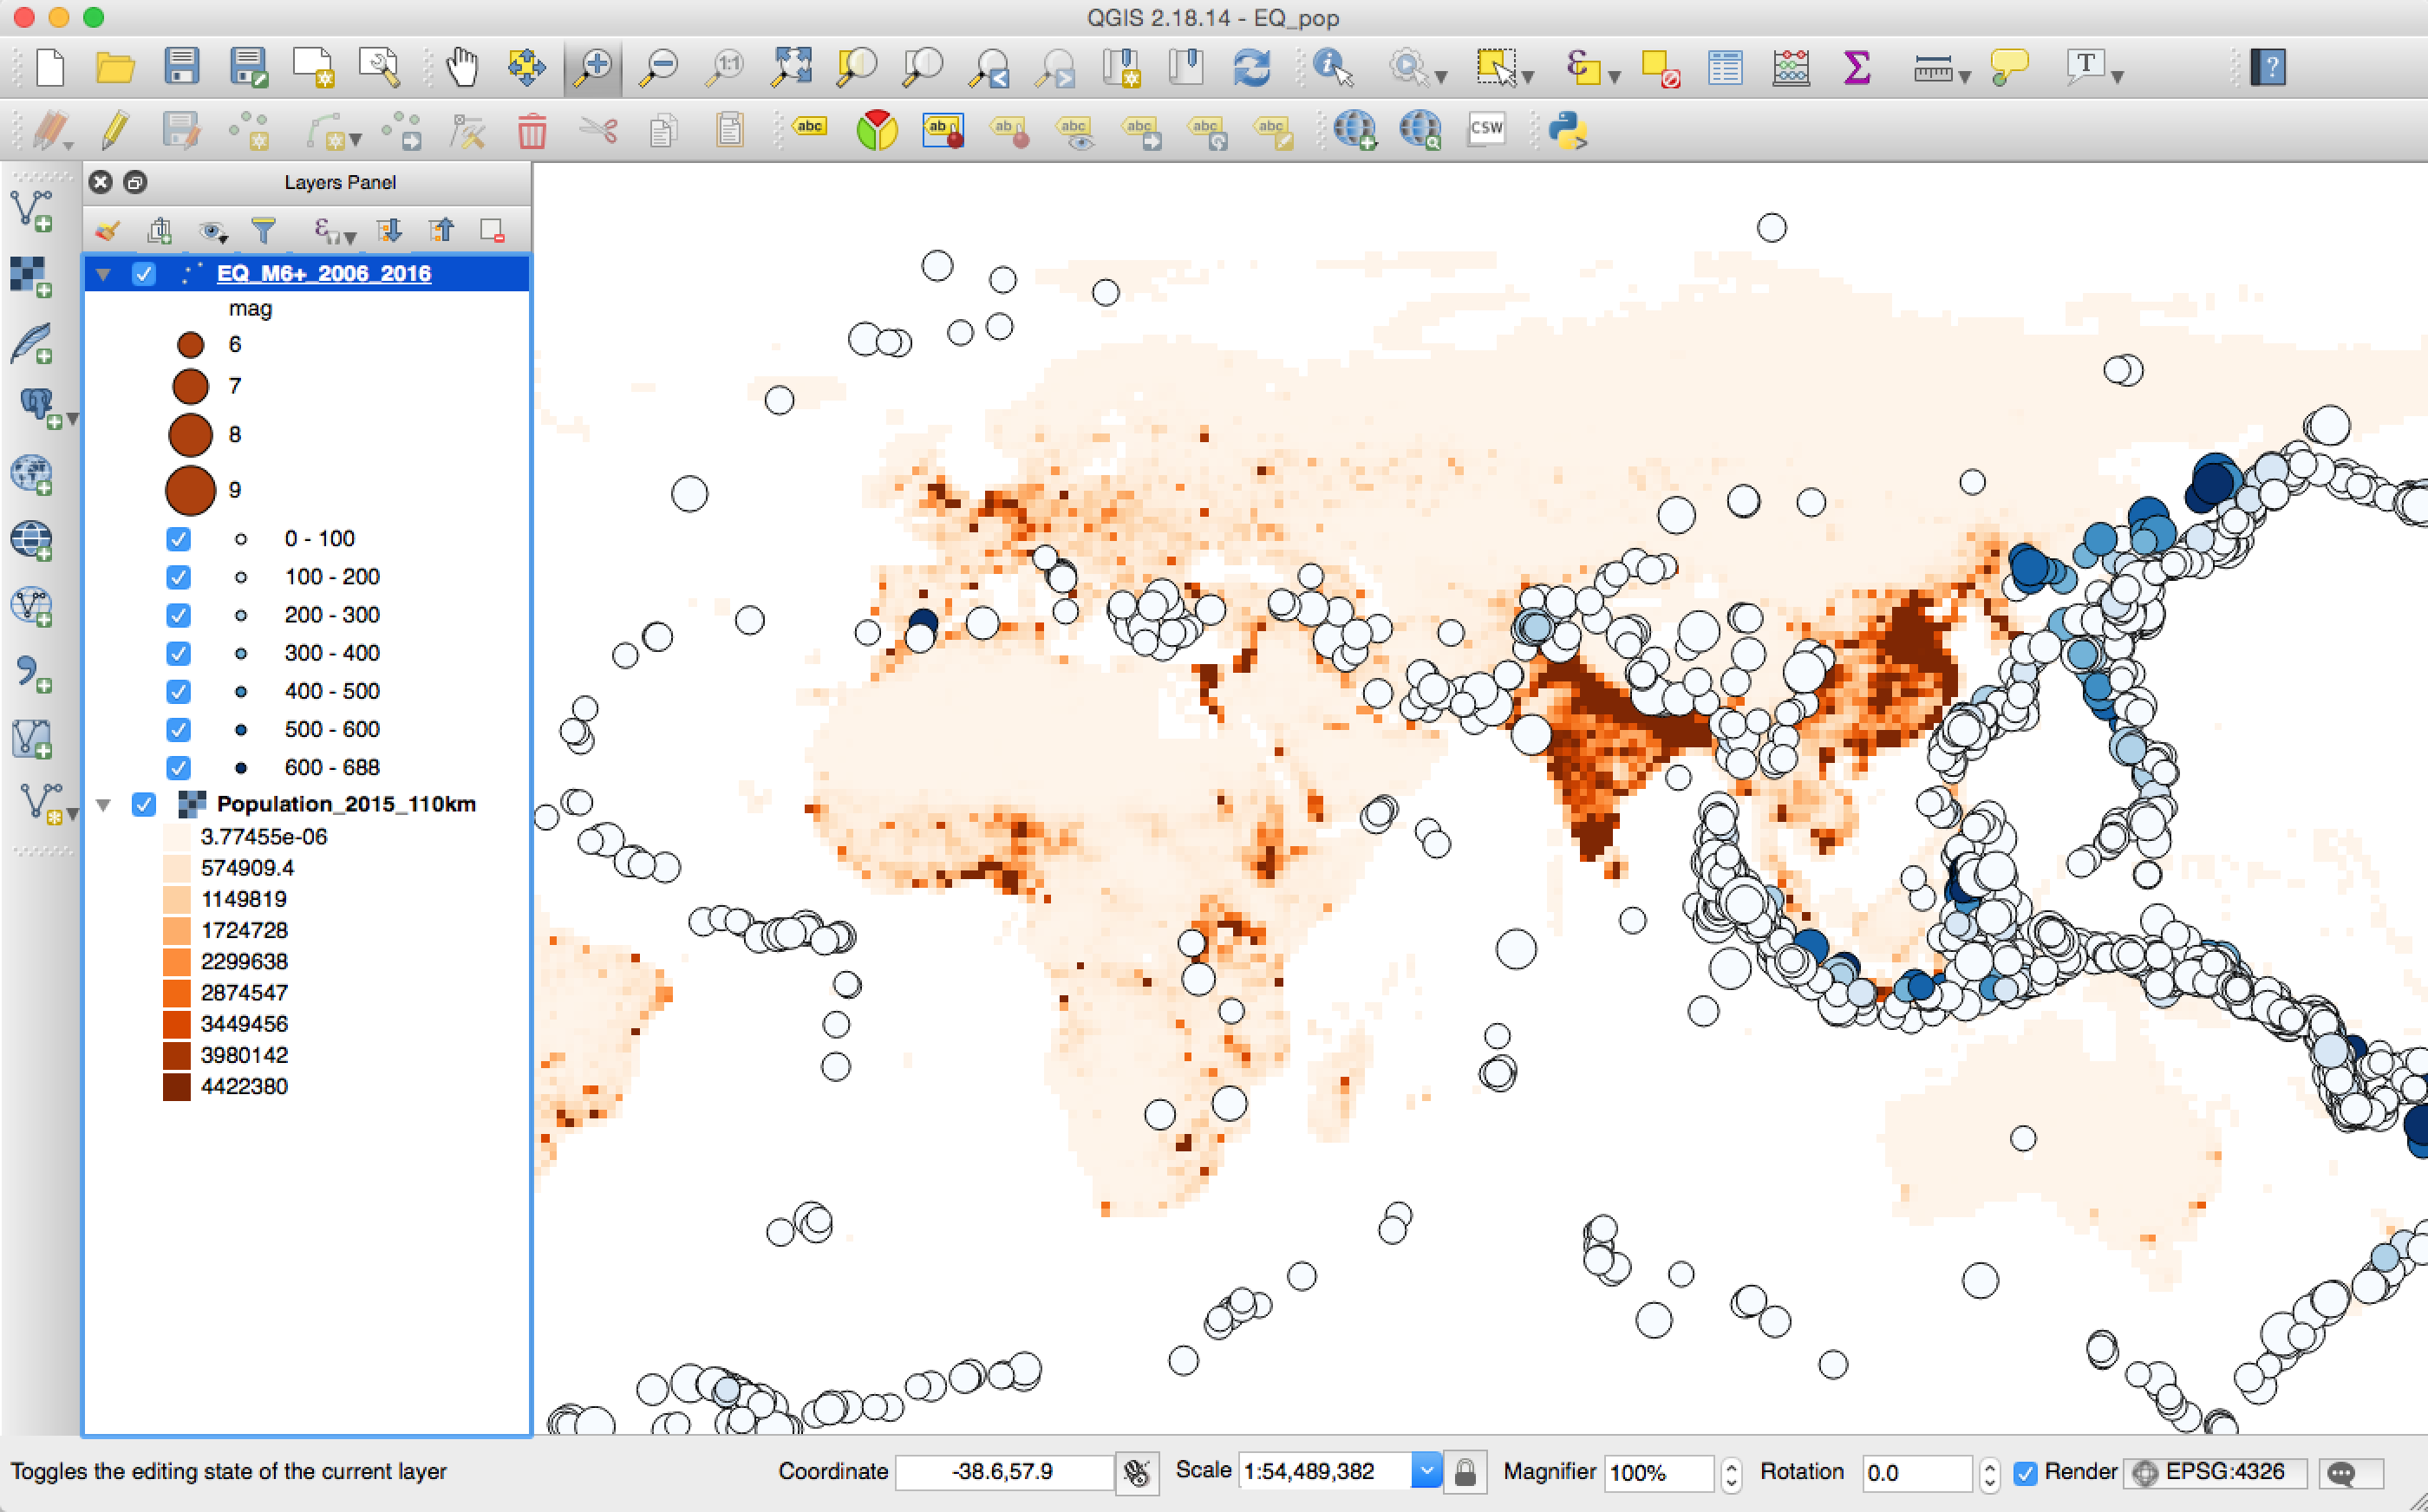 QGIS 2.18.14 - EQ_pop
1:1
T
?
abc
ab
ab
abc
abc
abc
abc
CSW
Layers Panel
EQ_M6+_2006_2016
mag
6
7
8
9
0 - 100
100 - 200
200 - 300
300 - 400
400 - 500
500 - 600
600 - 688
Population_2015_110km
3.77455e-06
574909.4
1149819
1724728
2299638
2874547
3449456
3980142
4422380
Toggles the editing state of the current layer
Coordinate
-38.6,57.9
Scale
1:54,489,382
Magnifier
100%
Rotation
0.0
Render
EPSG:4326